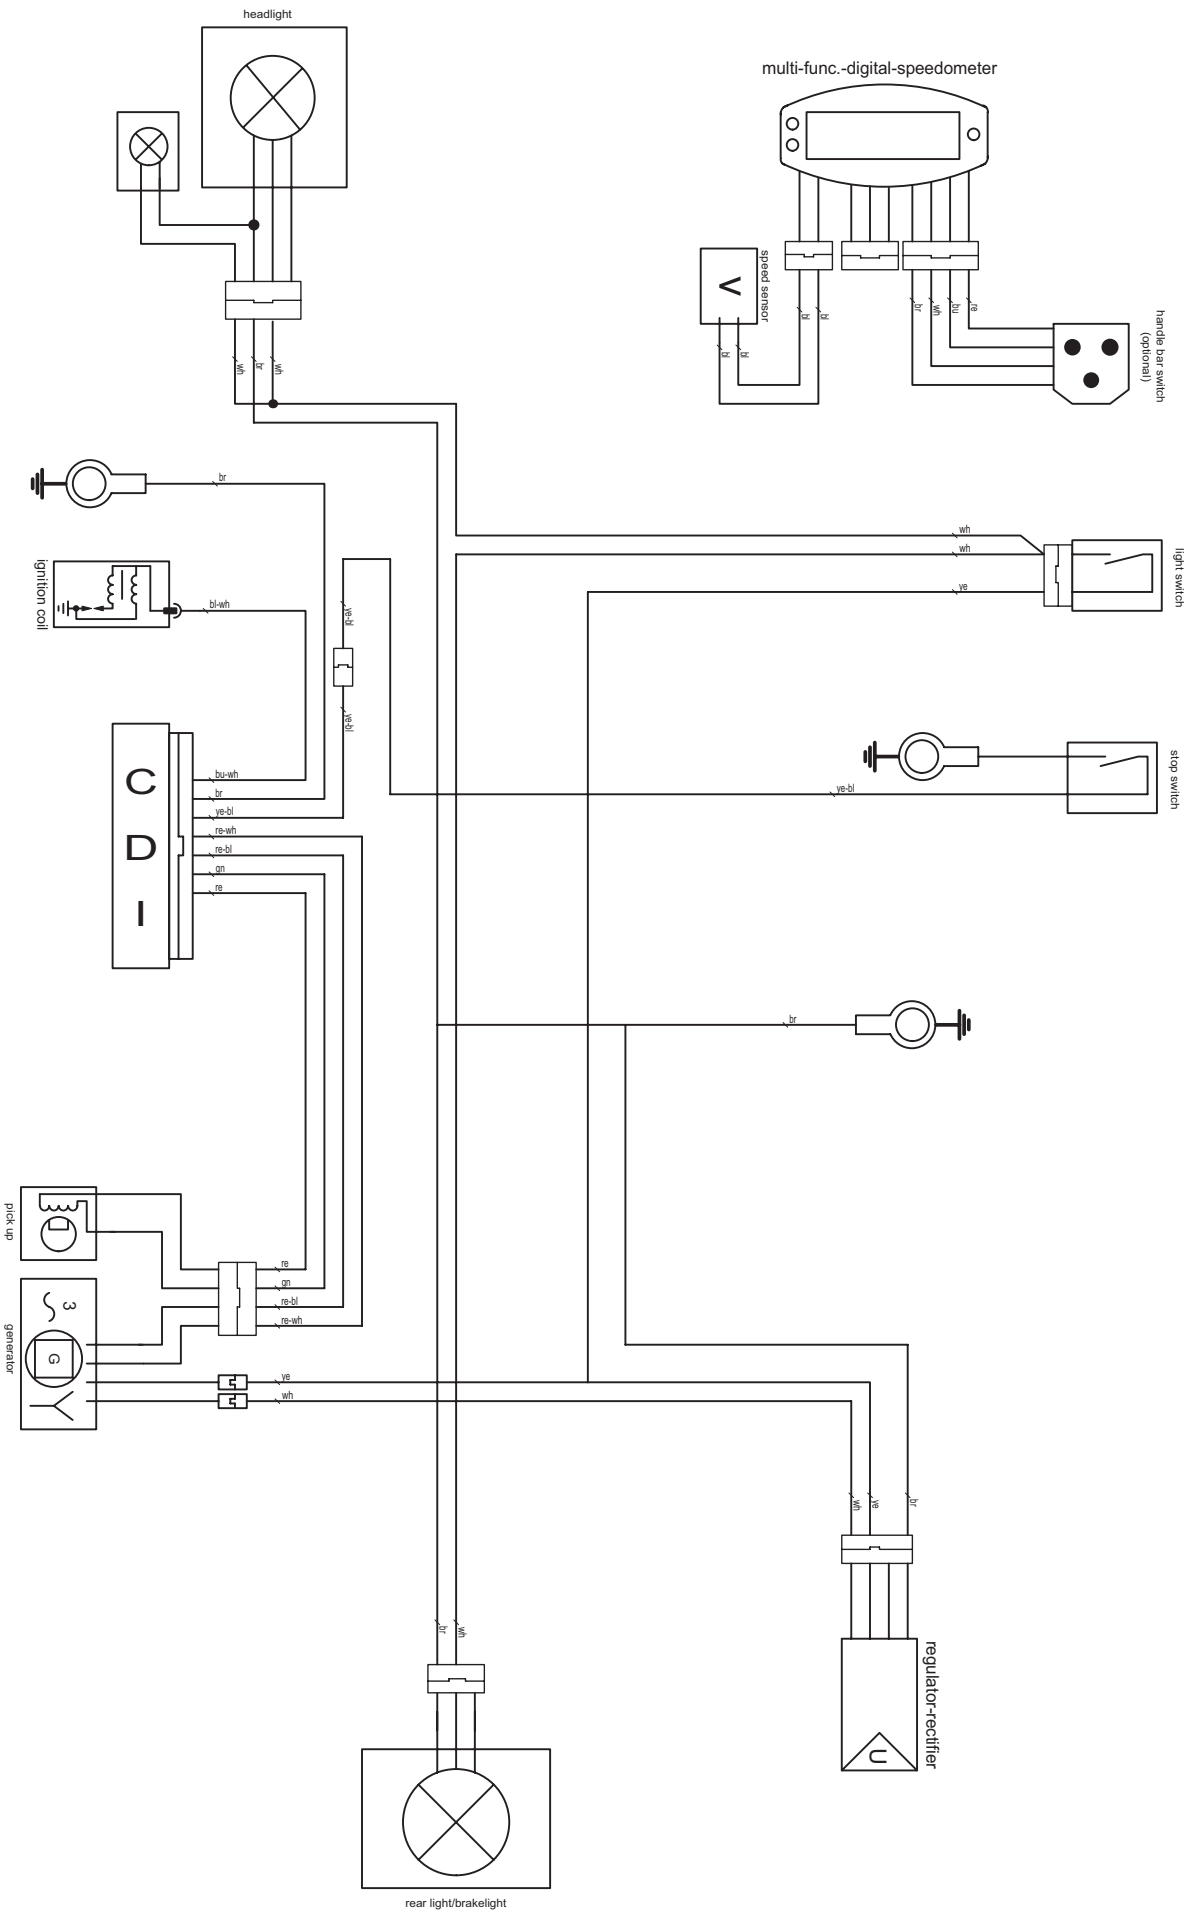 headlight
multi-func.-digital-speedometer
V
speed sensor
br
wh
bu
re
bl
bl
bl
bl
handle bar switch
(optional)
wh
br
wh
br
wh
wh
ye
light switch
ignition coil
bl-wh
ye-bl
ye-bl
stop switch
ye-bl
C
D
I
bu-wh
br
ye-bl
re-wh
re-bl
gn
re
br
pick up
re
gn
re-bl
re-wh
3
G
generator
ye
wh
wh
ye
br
br
wh
regulator-rectifier
U
rear light/brakelight